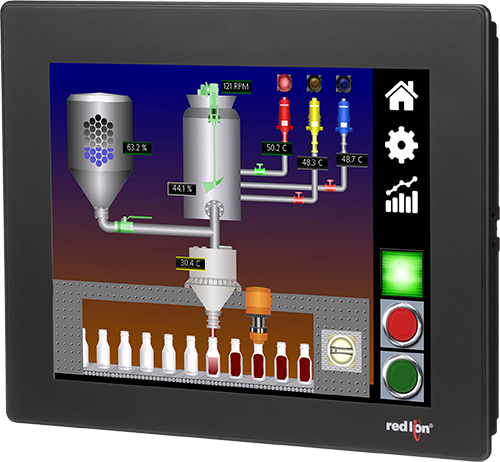 121 RPM
63.2 %
50.2 C
48.3 C
48.7 C
44.1 %
30.4 C
red lion